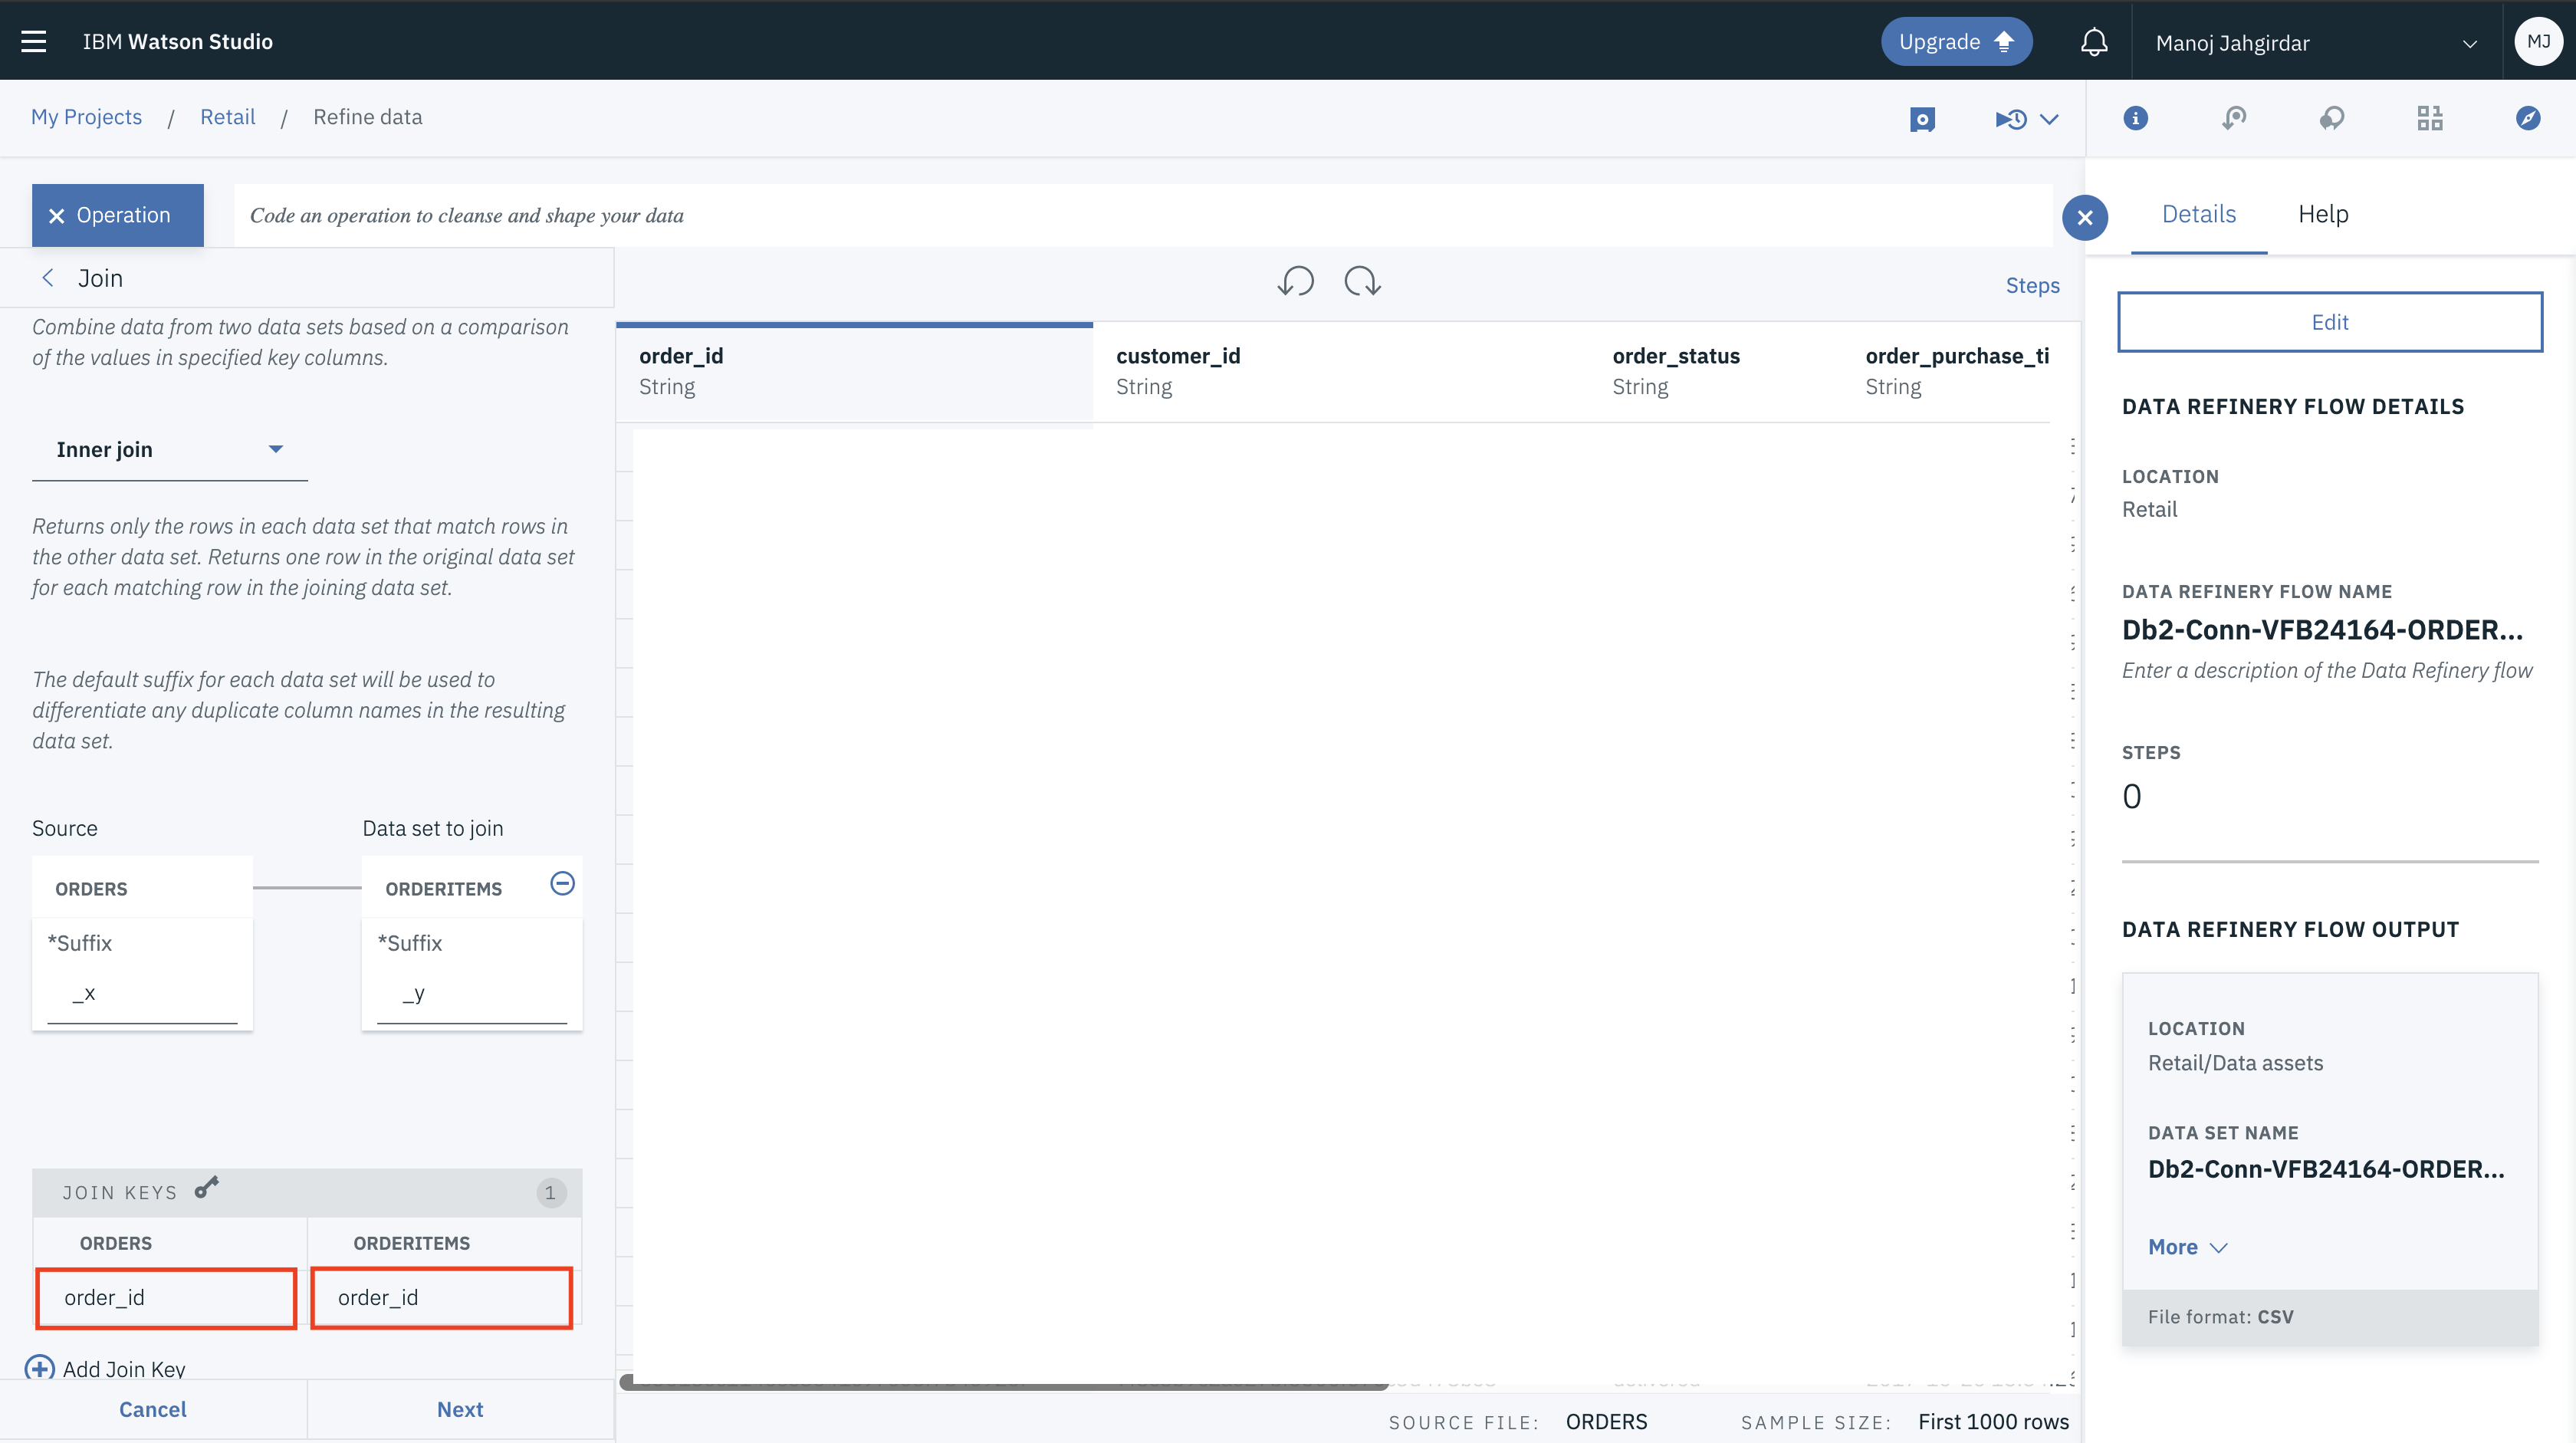 IBM Watson Studio
Upgrade
Manoj Jahgirdar
MJ
My Projects / Retail / Refine data
Operation
Code an operation to cleanse and shape your data
Join
Combine data from two data sets based on a comparison
of the values in specified key columns.
Inner join
Returns only the rows in each data set that match rows in
the other data set. Returns one row in the original data set
for each matching row in the joining data set.
The default suffix for each data set will be used to
differentiate any duplicate column names in the resulting
data set.
Source
Data set to join
ORDERS
ORDERITEMS
*Suffix
*Suffix
_x
_y
JOIN KEYS
1
ORDERS
ORDERITEMS
order_id
order_id
Add Join Key
Cancel
Next
Steps
order_id
String
customer_id
String
order_status
String
order_purchase_ti
String
SOURCE FILE: ORDERS
SAMPLE SIZE: First 1000 rows
Details
Help
Edit
DATA REFINERY FLOW DETAILS
LOCATION
Retail
DATA REFINERY FLOW NAME
Db2-Conn-VFB24164-ORDER...
Enter a description of the Data Refinery flow
STEPS
0
DATA REFINERY FLOW OUTPUT
LOCATION
Retail/Data assets
DATA SET NAME
Db2-Conn-VFB24164-ORDER...
More
File format: CSV